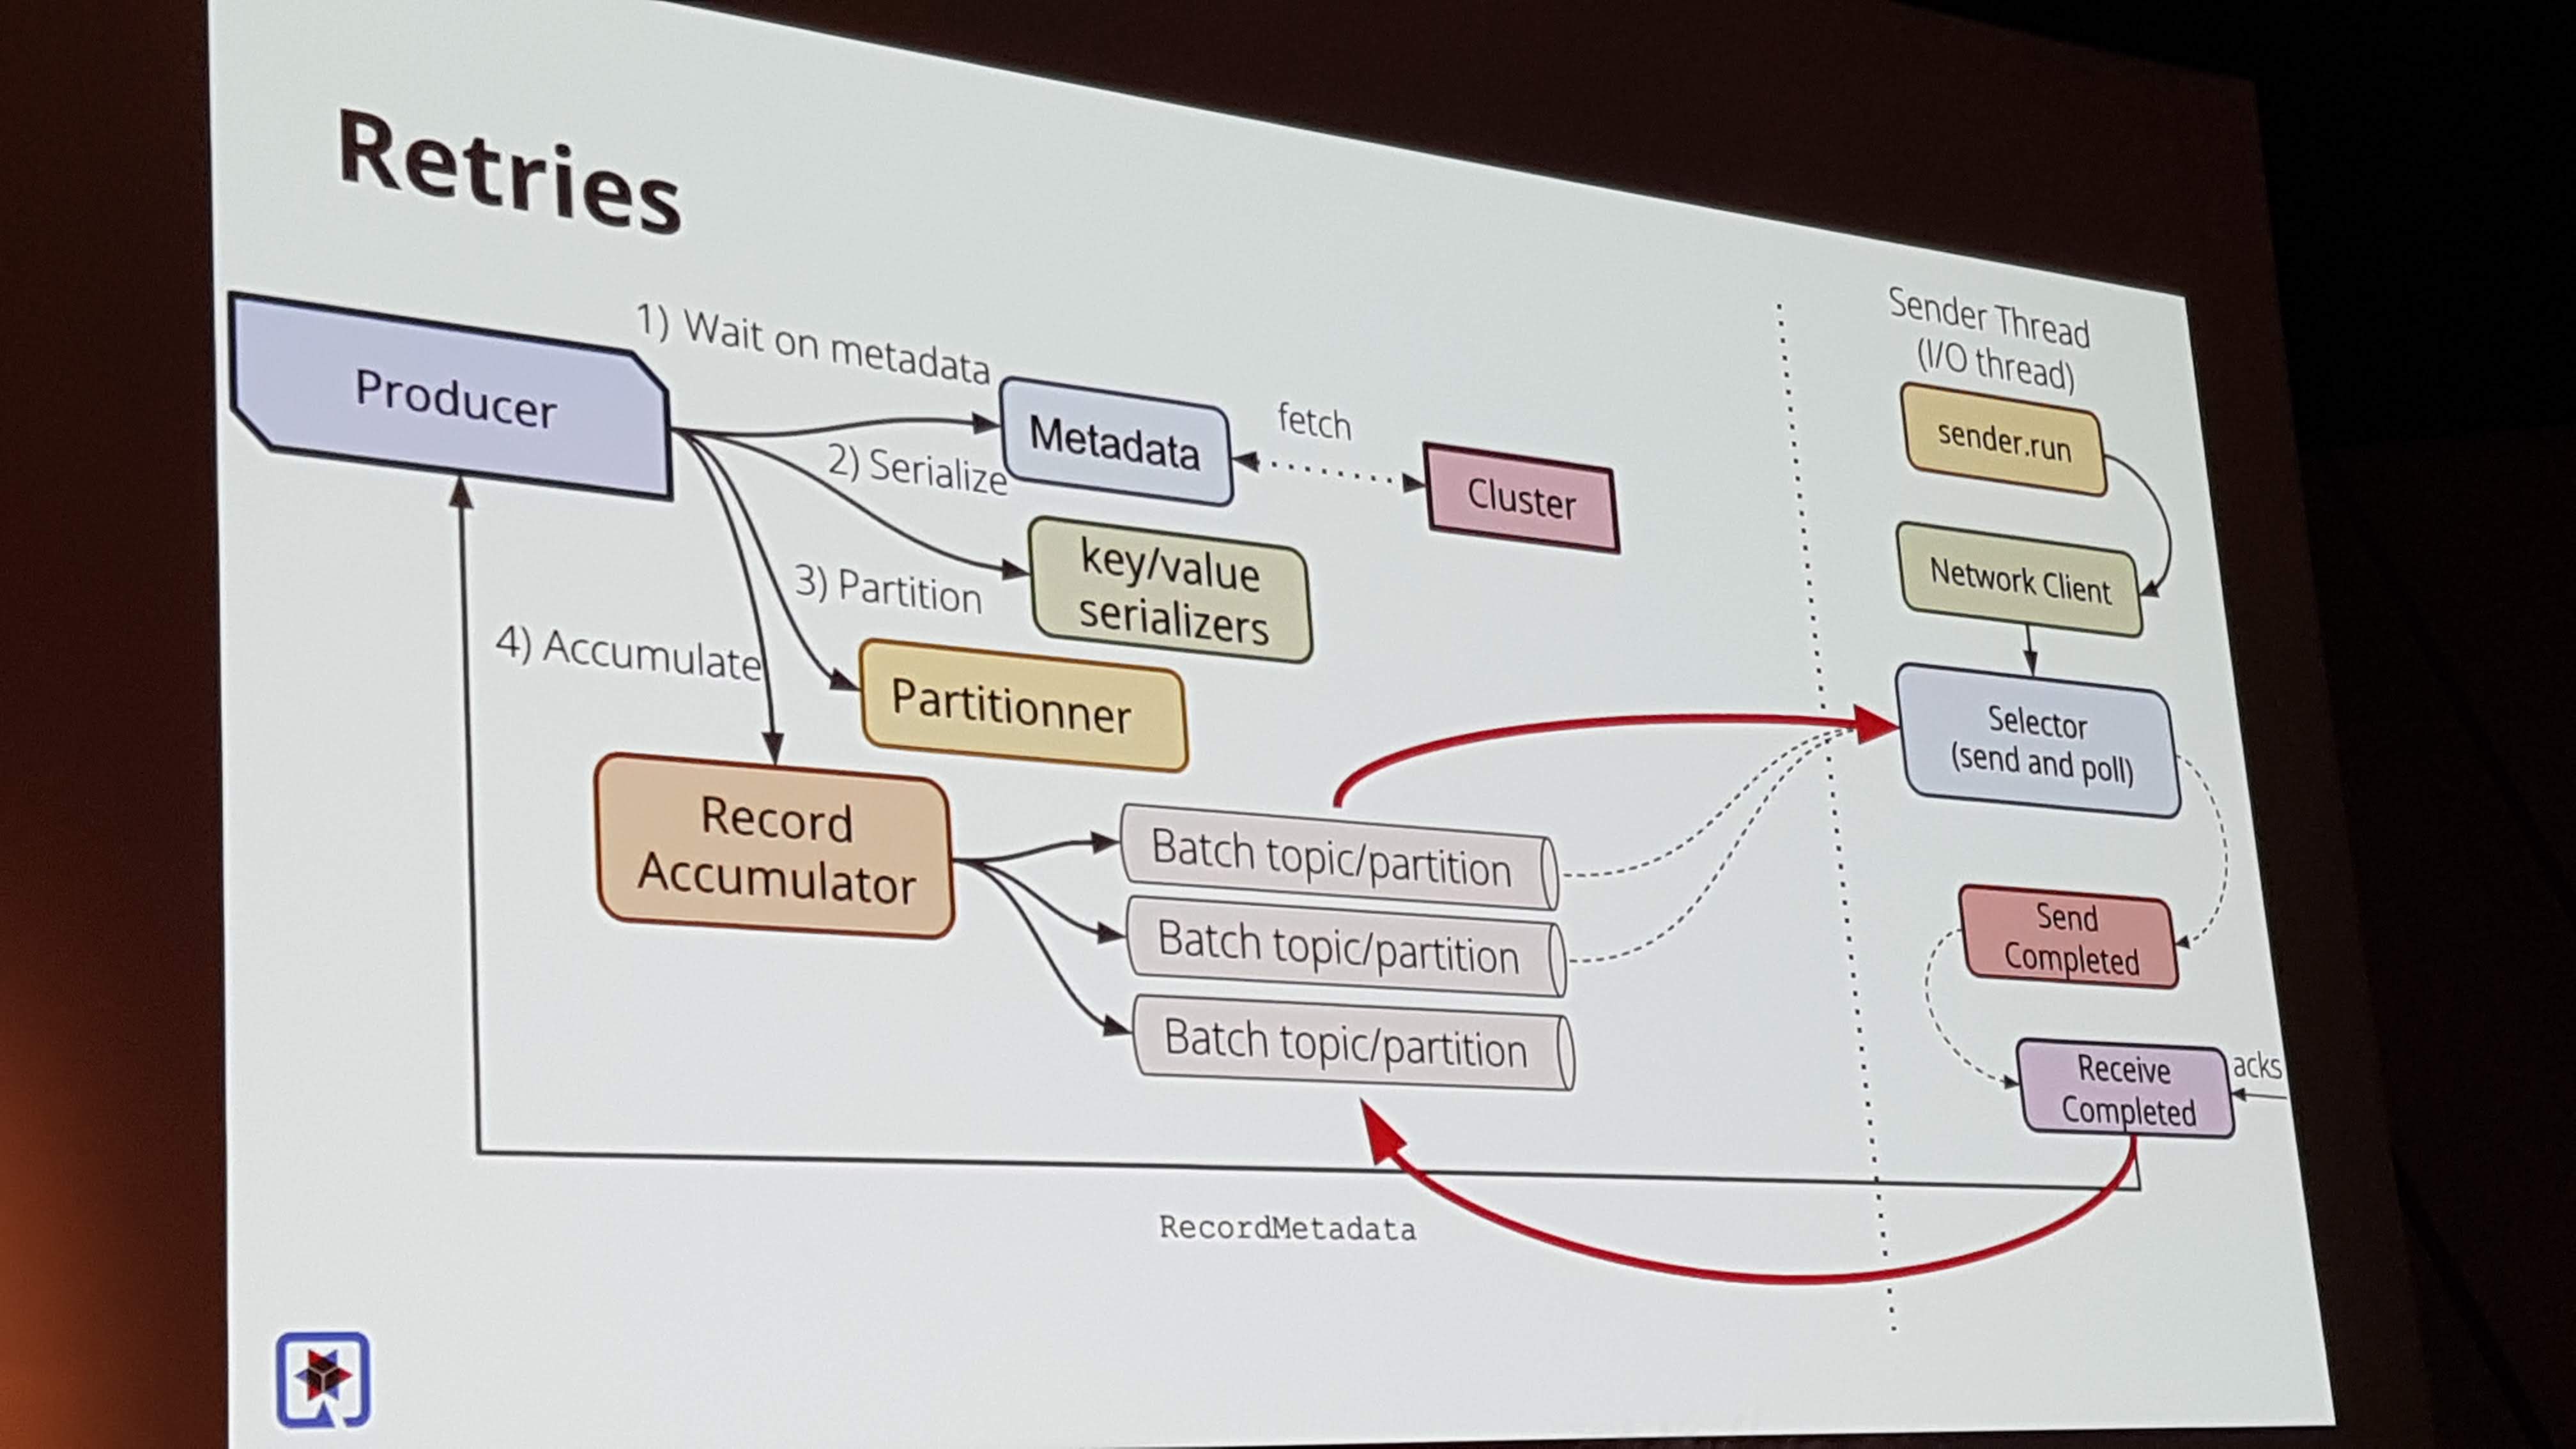 Retries
Producer
1) Wait on metadata
Metadata
fetch
Cluster
2) Serialize
key/value
serializers
3) Partition
Partitionner
4) Accumulate
Record
Accumulator
Batch topic/partition
Batch topic/partition
Batch topic/partition
RecordMetadata
Sender Thread
(I/O thread)
sender.run
Network Client
Selector
(send and poll)
Send
Completed
Receive
Completed
acks